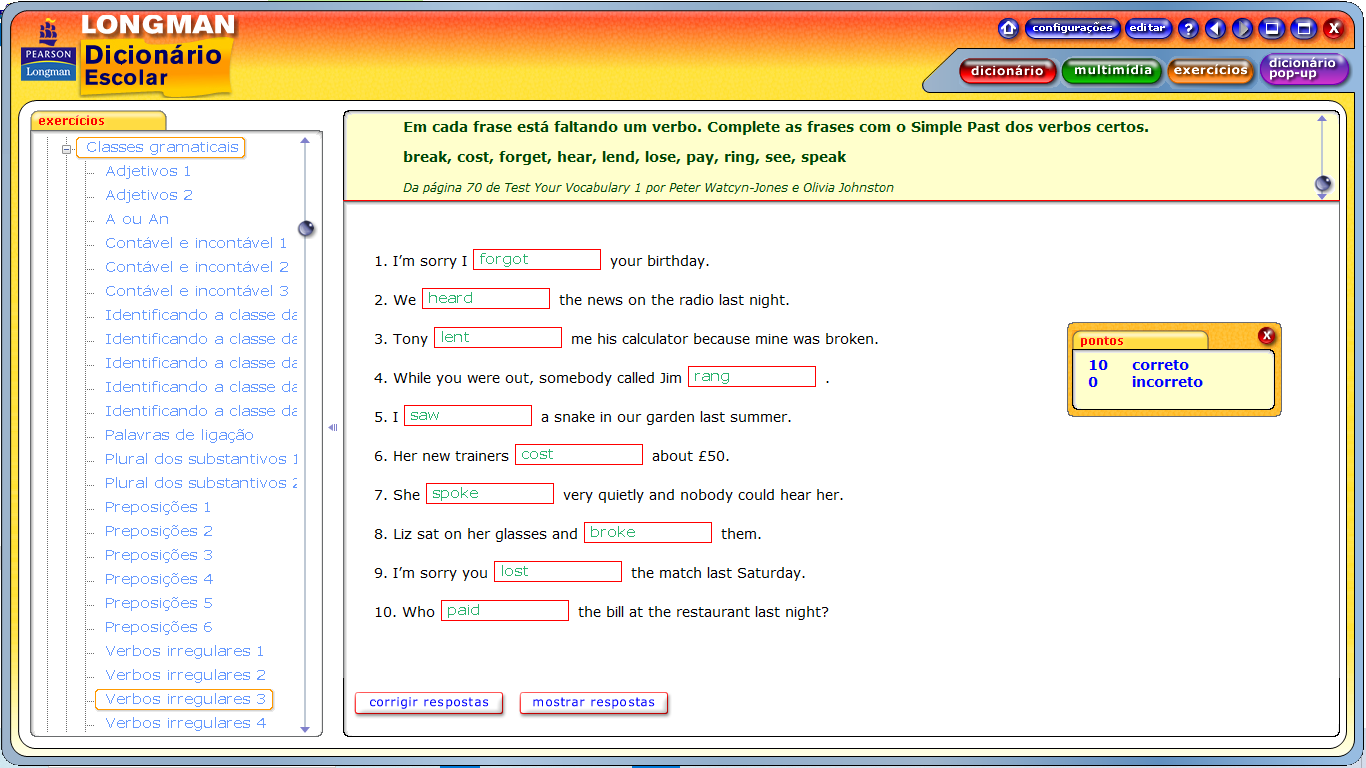 LONGMAN
PEARSON
Longman
Dicionário
Escolar
configurações
editar
?
X
dicionário
multimídia
exercícios
dicionário
pop-up
exercícios
Classes gramaticais
Adjetivos 1
Adjetivos 2
A ou An
Contável e incontável 1
Contável e incontável 2
Contável e incontável 3
Identificando a classe da
Identificando a classe da
Identificando a classe da
Identificando a classe da
Identificando a classe da
Palavras de ligação
Plural dos substantivos 1
Plural dos substantivos 2
Preposições 1
Preposições 2
Preposições 3
Preposições 4
Preposições 5
Preposições 6
Verbos irregulares 1
Verbos irregulares 2
Verbos irregulares 3
Verbos irregulares 4
Em cada frase está faltando um verbo. Complete as frases com o Simple Past dos verbos certos.
break, cost, forget, hear, lend, lose, pay, ring, see, speak
Da página 70 de Test Your Vocabulary 1 por Peter Watcyn-Jones e Olivia Johnston
1. I'm sorry I forgot your birthday.
2. We heard the news on the radio last night.
3. Tony lent me his calculator because mine was broken.
4. While you were out, somebody called Jim rang .
5. I saw a snake in our garden last summer.
6. Her new trainers cost about £50.
7. She spoke very quietly and nobody could hear her.
8. Liz sat on her glasses and broke them.
9. I'm sorry you lost the match last Saturday.
10. Who paid the bill at the restaurant last night?
pontos
X
10 correto
0 incorreto
corrigir respostas
mostrar respostas